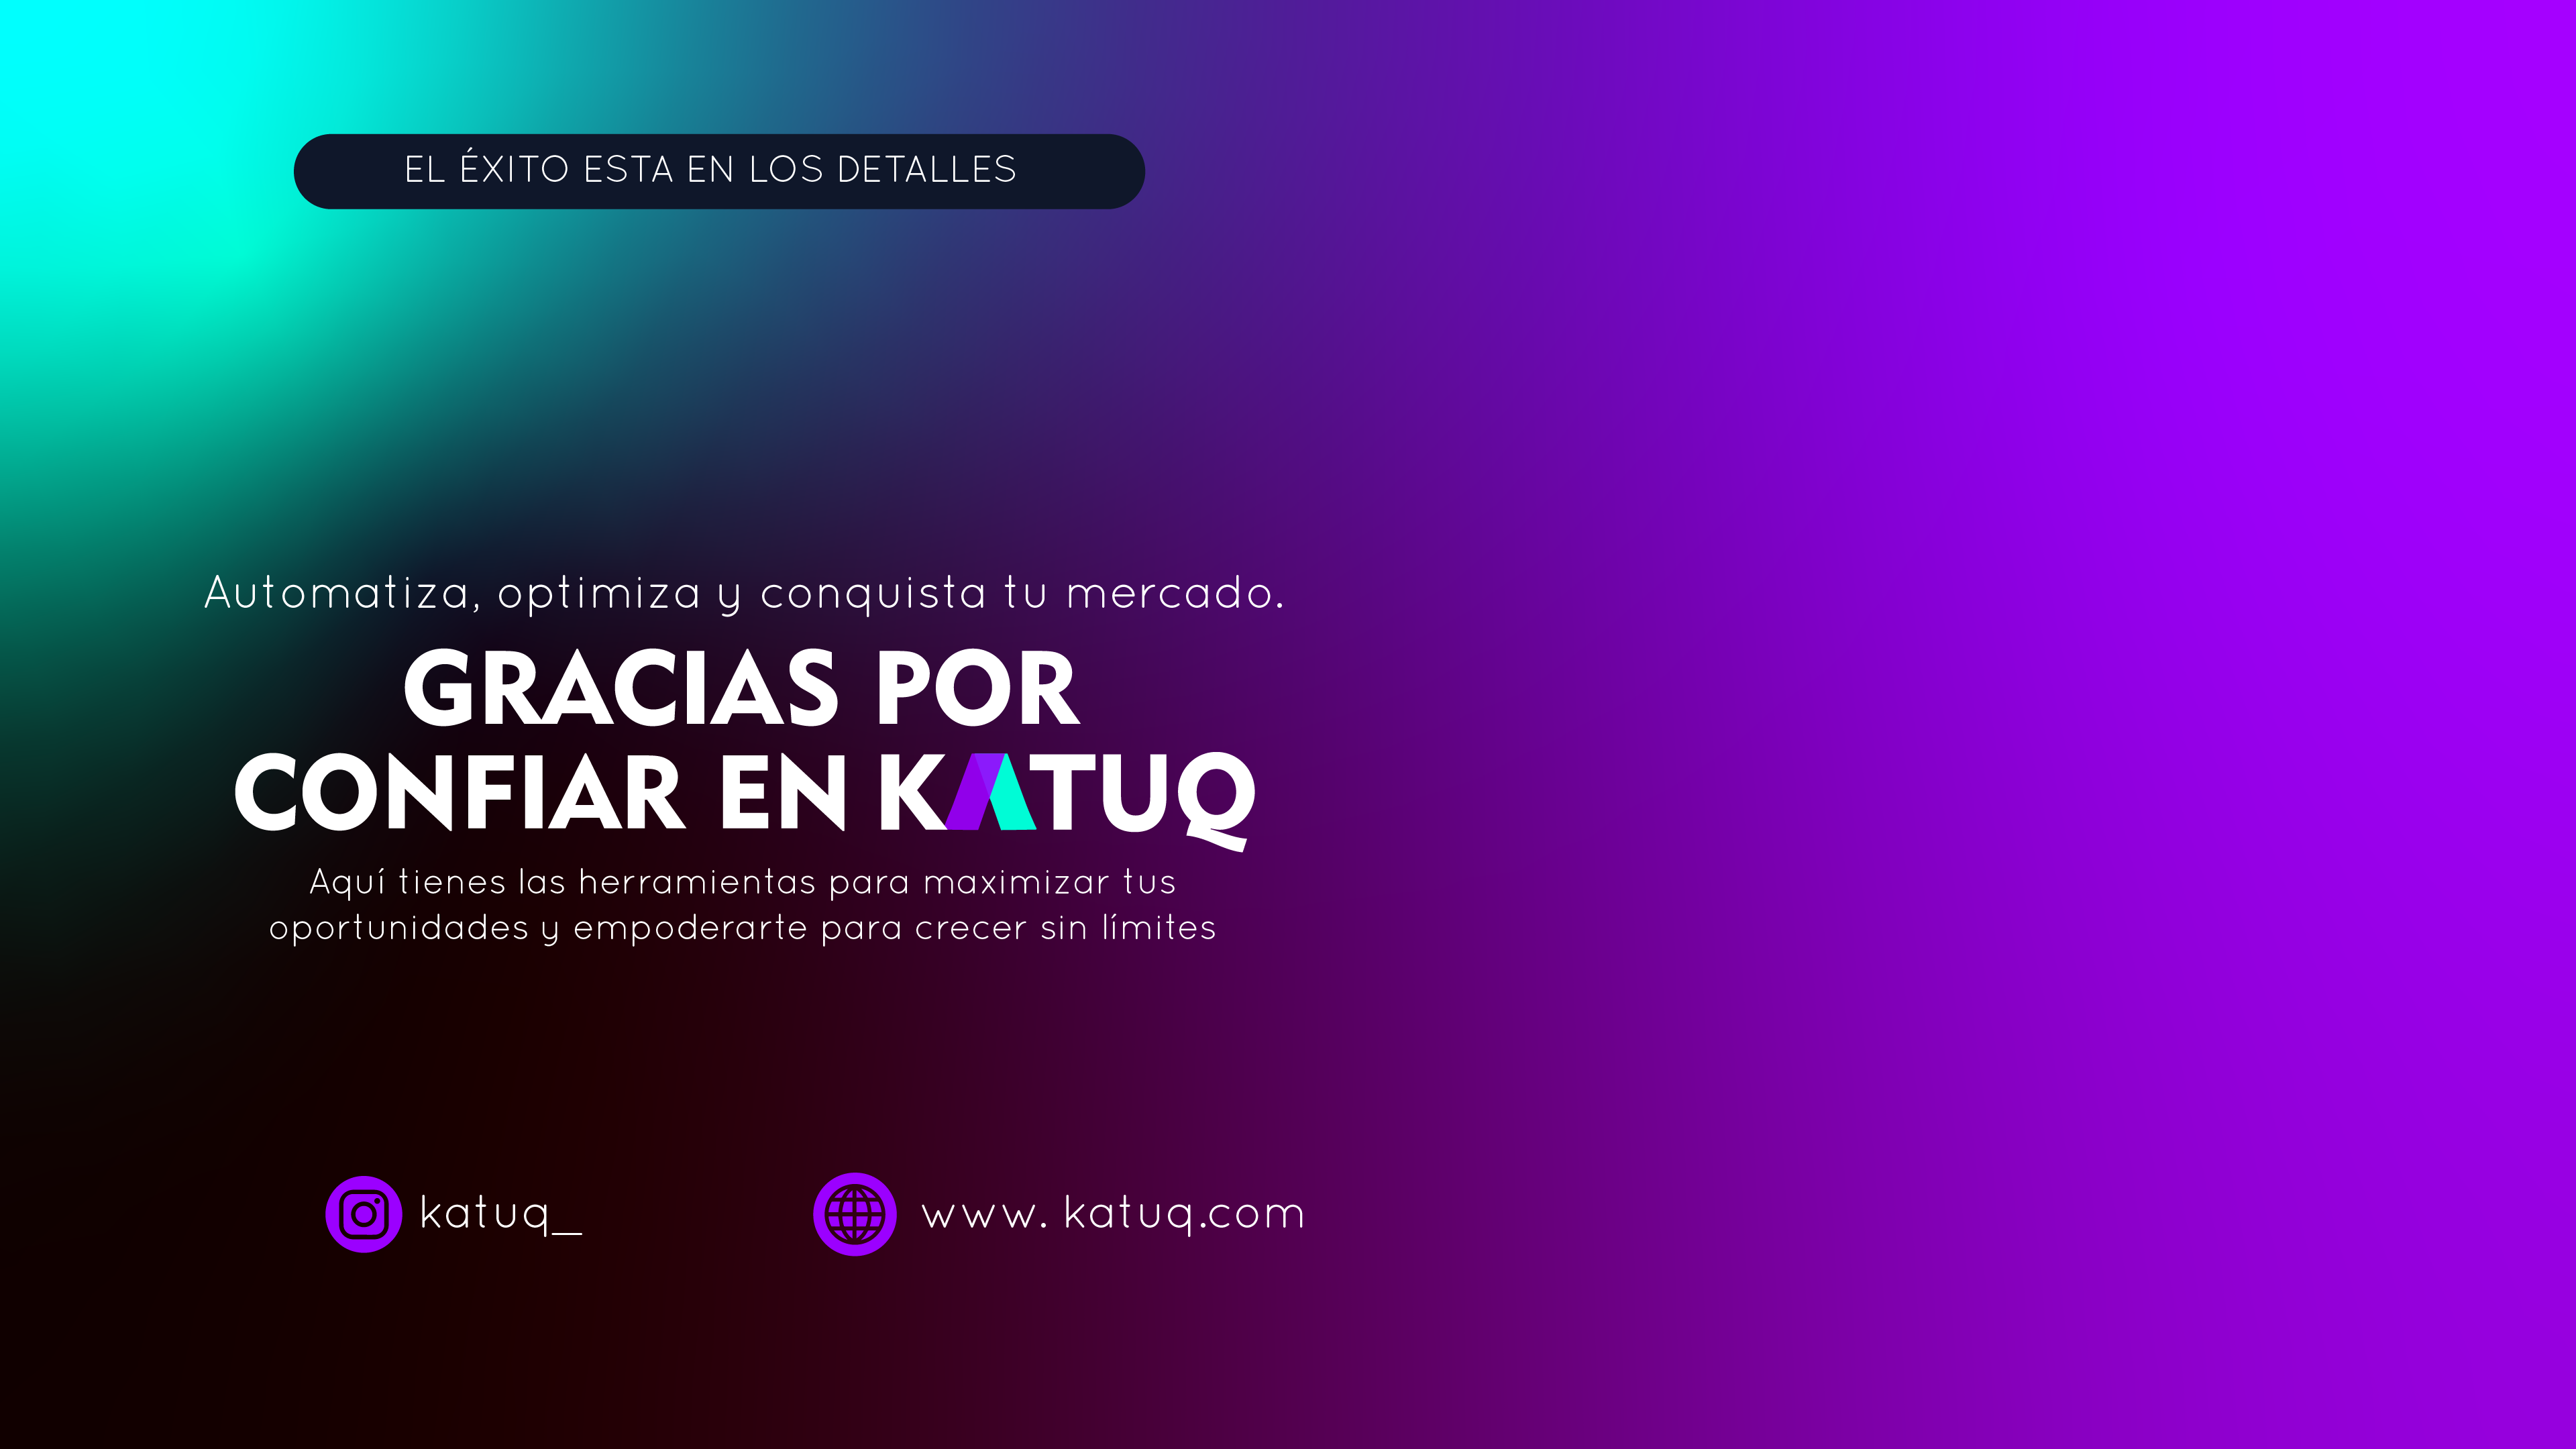 EL ÉXITO ESTA EN LOS DETALLES
Automatiza, optimiza y conquista tu mercado.
GRACIAS POR
CONFIAR EN KATUQ
Aquí tienes las herramientas para maximizar tus
oportunidades y empoderarte para crecer sin límites
katuq_
www. katuq.com